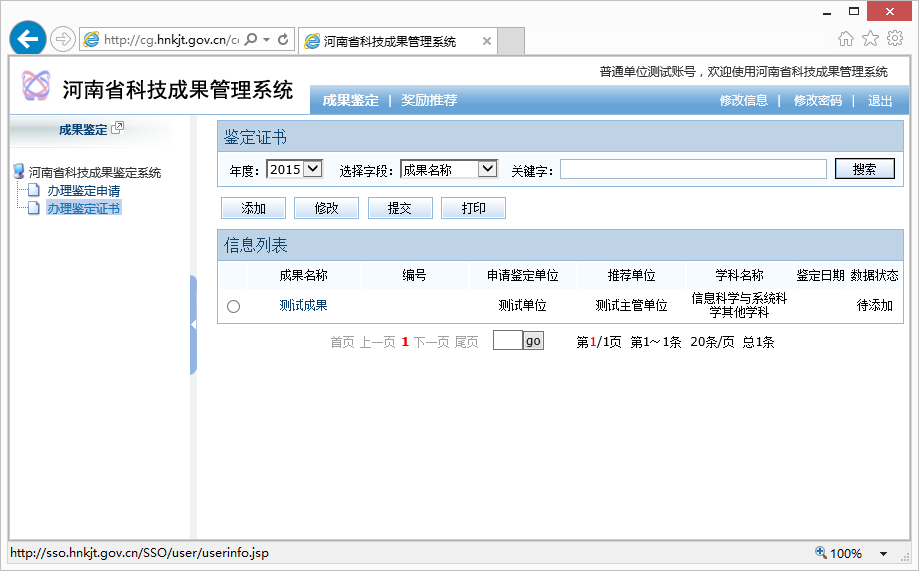 http://cg.hnkjt.gov.cn/c
河南省科技成果管理系统
普通单位测试账号，欢迎使用河南省科技成果管理系统
河南省科技成果管理系统
成果鉴定 | 奖励推荐
修改信息 | 修改密码 | 退出
成果鉴定
河南省科技成果鉴定系统
办理鉴定申请
办理鉴定证书
鉴定证书
年度： 2015 选择字段： 成果名称 关键字： 搜索
添加 修改 提交 打印
信息列表
成果名称 编号 申请鉴定单位 推荐单位 学科名称 鉴定日期 数据状态
测试成果 测试单位 测试主管单位 信息科学与系统科
学其他学科 待添加
首页 上一页 1 下一页 尾页 go 第1/1页 第1～1条 20条/页 总1条
http://sso.hnkjt.gov.cn/SSO/user/userinfo.jsp
100%